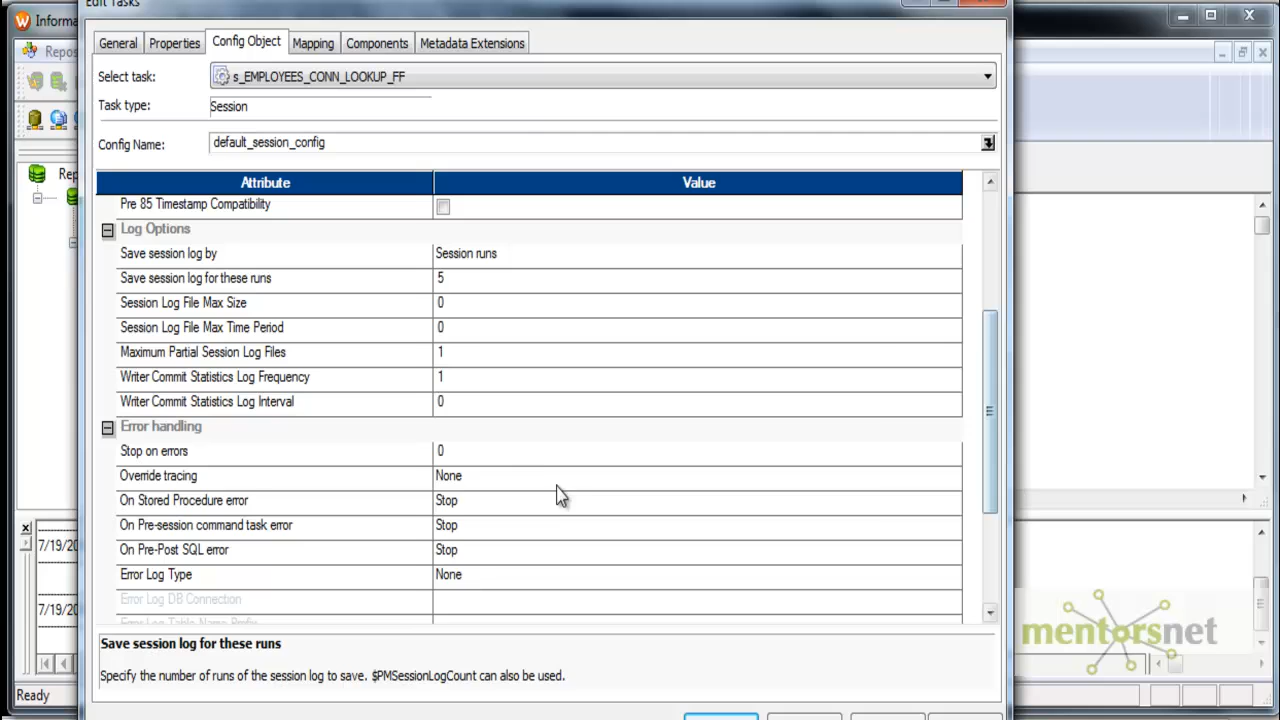 Edit Tasks
Informa
Repos
General Properties Config Object Mapping Components Metadata Extensions
Select task: s_EMPLOYEES_CONN_LOOKUP_FF
Task type: Session
Config Name: default_session_config
Rep
Attribute Value
Pre 85 Timestamp Compatibility
Log Options
Save session log by Session runs
Save session log for these runs 5
Session Log File Max Size 0
Session Log File Max Time Period 0
Maximum Partial Session Log Files 1
Writer Commit Statistics Log Frequency 1
Writer Commit Statistics Log Interval 0
Error handling
Stop on errors 0
Override tracing None
On Stored Procedure error Stop
On Pre-session command task error Stop
On Pre-Post SQL error Stop
Error Log Type None
Error Log DB Connection
Error Log Table Name Prefix
7/19/20
7/19/20
mentorsnet
Save session log for these runs
Specify the number of runs of the session log to save. $PMSessionLogCount can also be used.
Ready